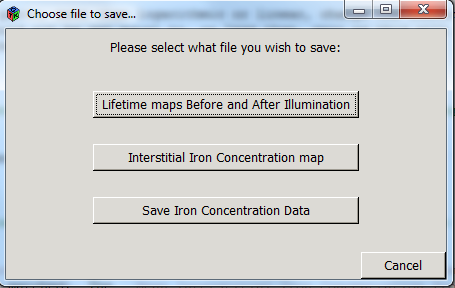 Choose file to save...
Please select what file you wish to save:
Lifetime maps Before and After Illumination
Interstitial Iron Concentration map
Save Iron Concentration Data
Cancel